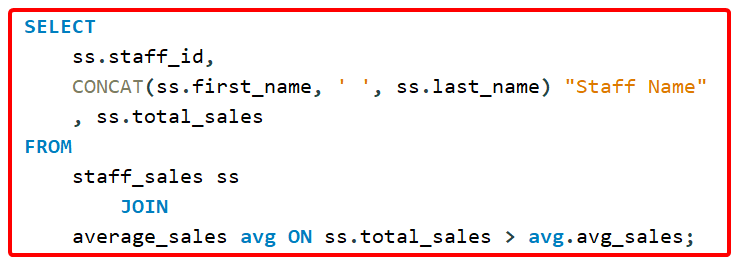 SELECT
ss.staff_id,
CONCAT(ss.first_name, ' ', ss.last_name) "Staff Name"
, ss.total_sales
FROM
staff_sales ss
JOIN
average_sales avg ON ss.total_sales > avg.avg_sales;